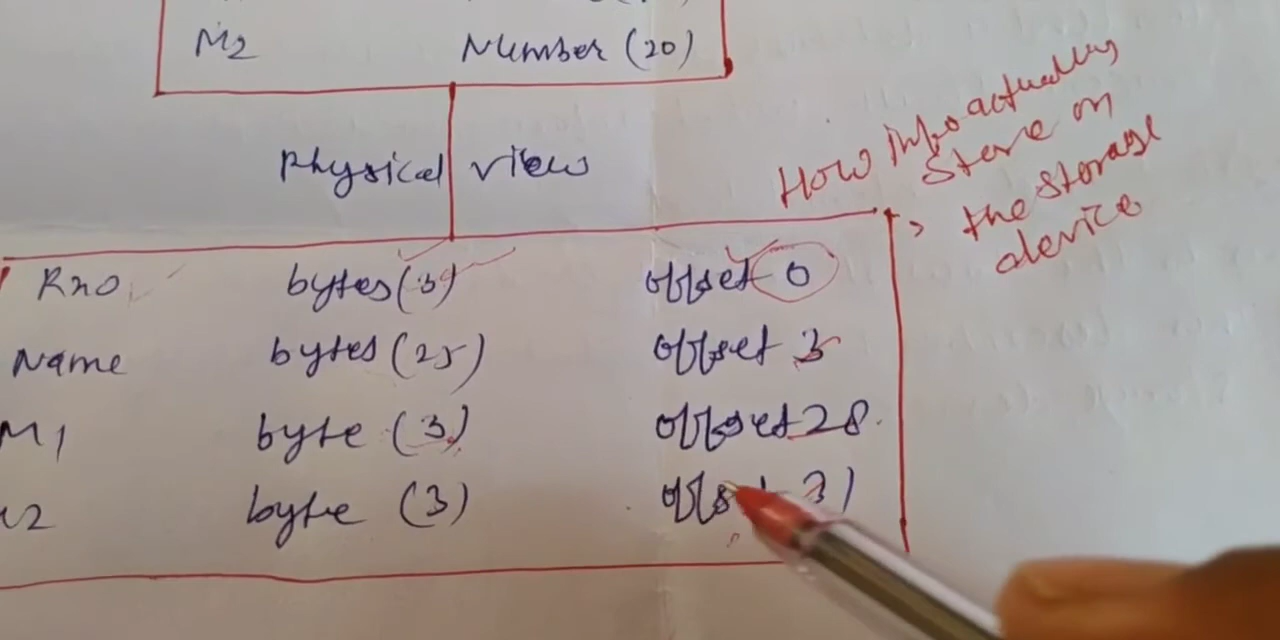 M2 Number (20)
Physical view
How info actually
Store on
the storage
device
Rno bytes (3) offset 0
Name bytes (25) offset 3
M1 byte (3) offset 28
byte (3) offset 31